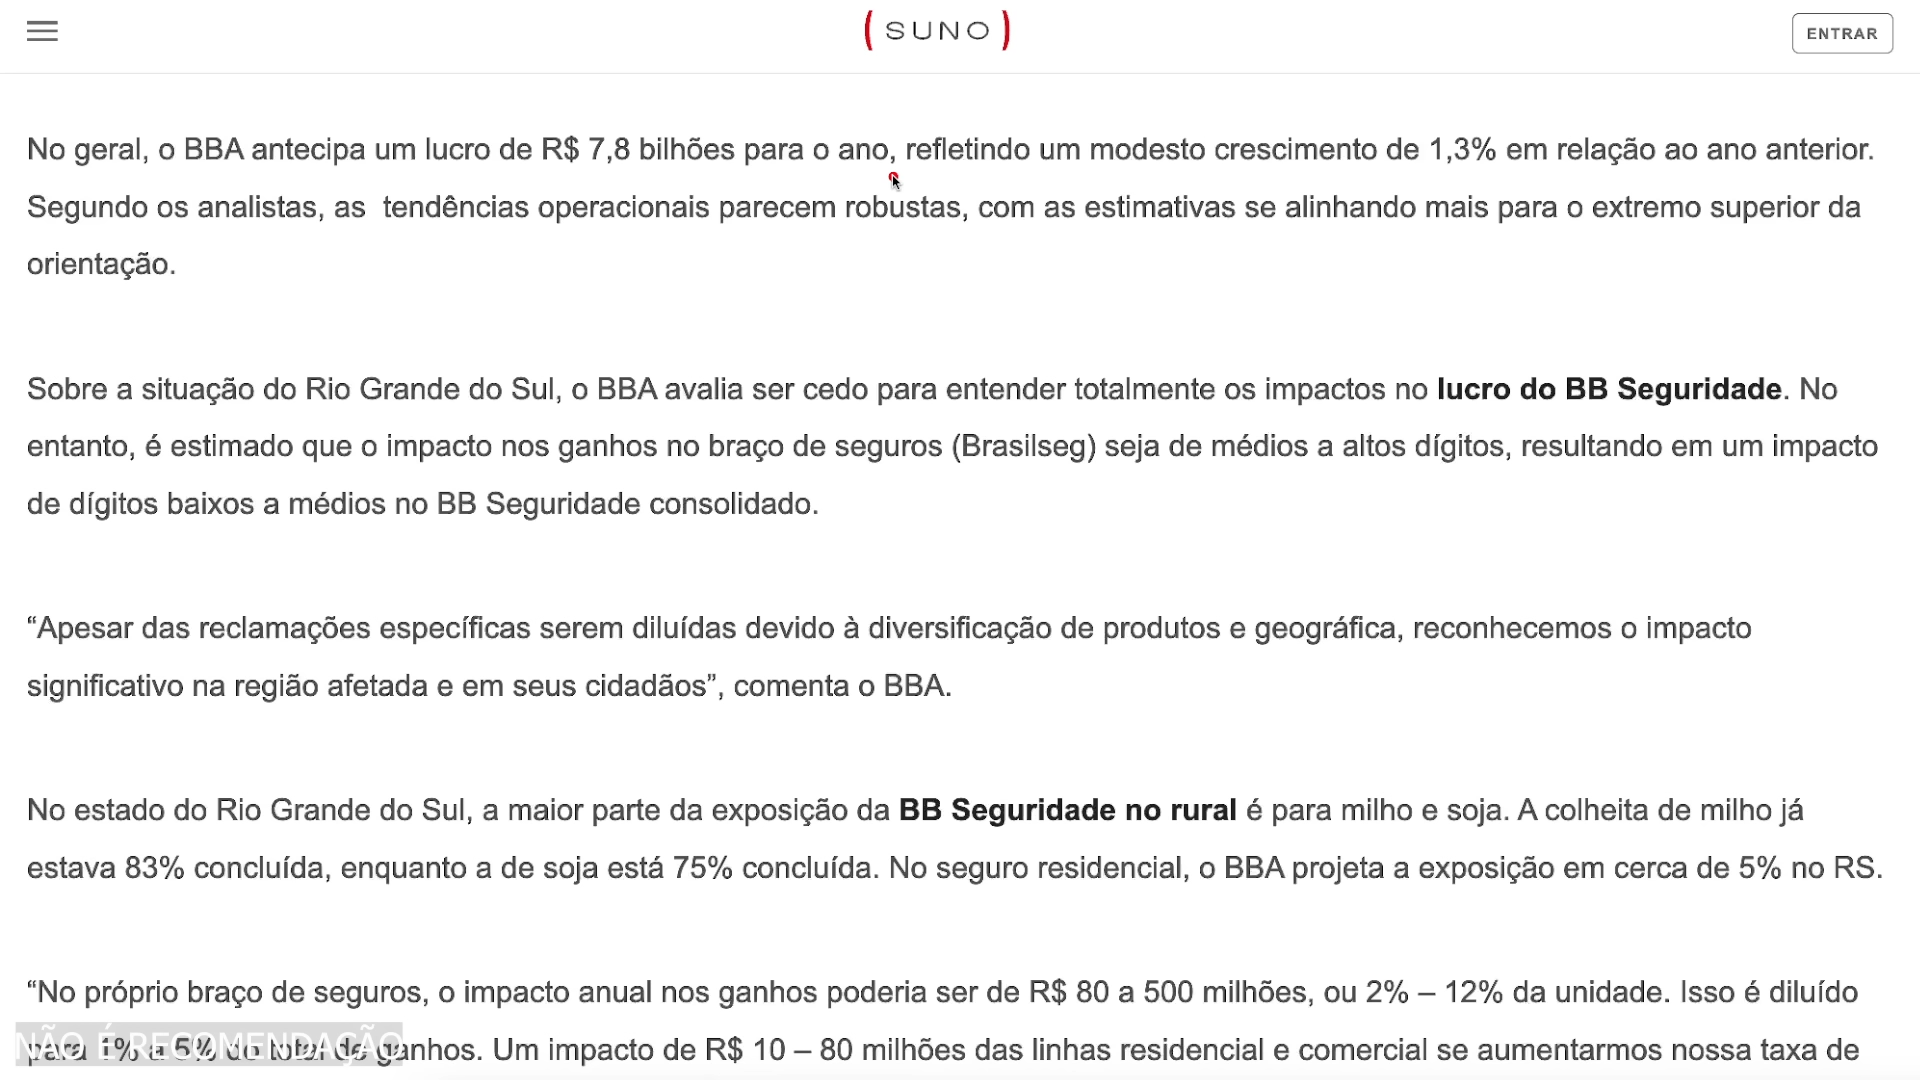 ( SUNO )
ENTRAR
No geral, o BBA antecipa um lucro de R$ 7,8 bilhões para o ano, refletindo um modesto crescimento de 1,3% em relação ao ano anterior.
Segundo os analistas, as tendências operacionais parecem robustas, com as estimativas se alinhando mais para o extremo superior da
orientação.
Sobre a situação do Rio Grande do Sul, o BBA avalia ser cedo para entender totalmente os impactos no lucro do BB Seguridade. No
entanto, é estimado que o impacto nos ganhos no braço de seguros (Brasilseg) seja de médios a altos dígitos, resultando em um impacto
de dígitos baixos a médios no BB Seguridade consolidado.
“Apesar das reclamações específicas serem diluídas devido à diversificação de produtos e geográfica, reconhecemos o impacto
significativo na região afetada e em seus cidadãos”, comenta o BBA.
No estado do Rio Grande do Sul, a maior parte da exposição da BB Seguridade no rural é para milho e soja. A colheita de milho já
estava 83% concluída, enquanto a de soja está 75% concluída. No seguro residencial, o BBA projeta a exposição em cerca de 5% no RS.
“No próprio braço de seguros, o impacto anual nos ganhos poderia ser de R$ 80 a 500 milhões, ou 2% – 12% da unidade. Isso é diluído
para 1% a 5% do total de ganhos. Um impacto de R$ 10 – 80 milhões das linhas residencial e comercial se aumentarmos nossa taxa de
NÃO É RECOMENDAÇÃO